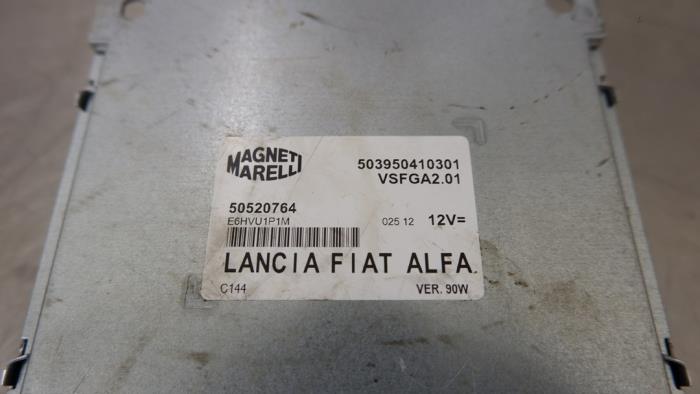 MAGNETI
MARELLI
503950410301
VSFGA2.01
50520764
E6HVU1P1M
025 12 12V=
LANCIA FIAT ALFA
C144
VER. 90W